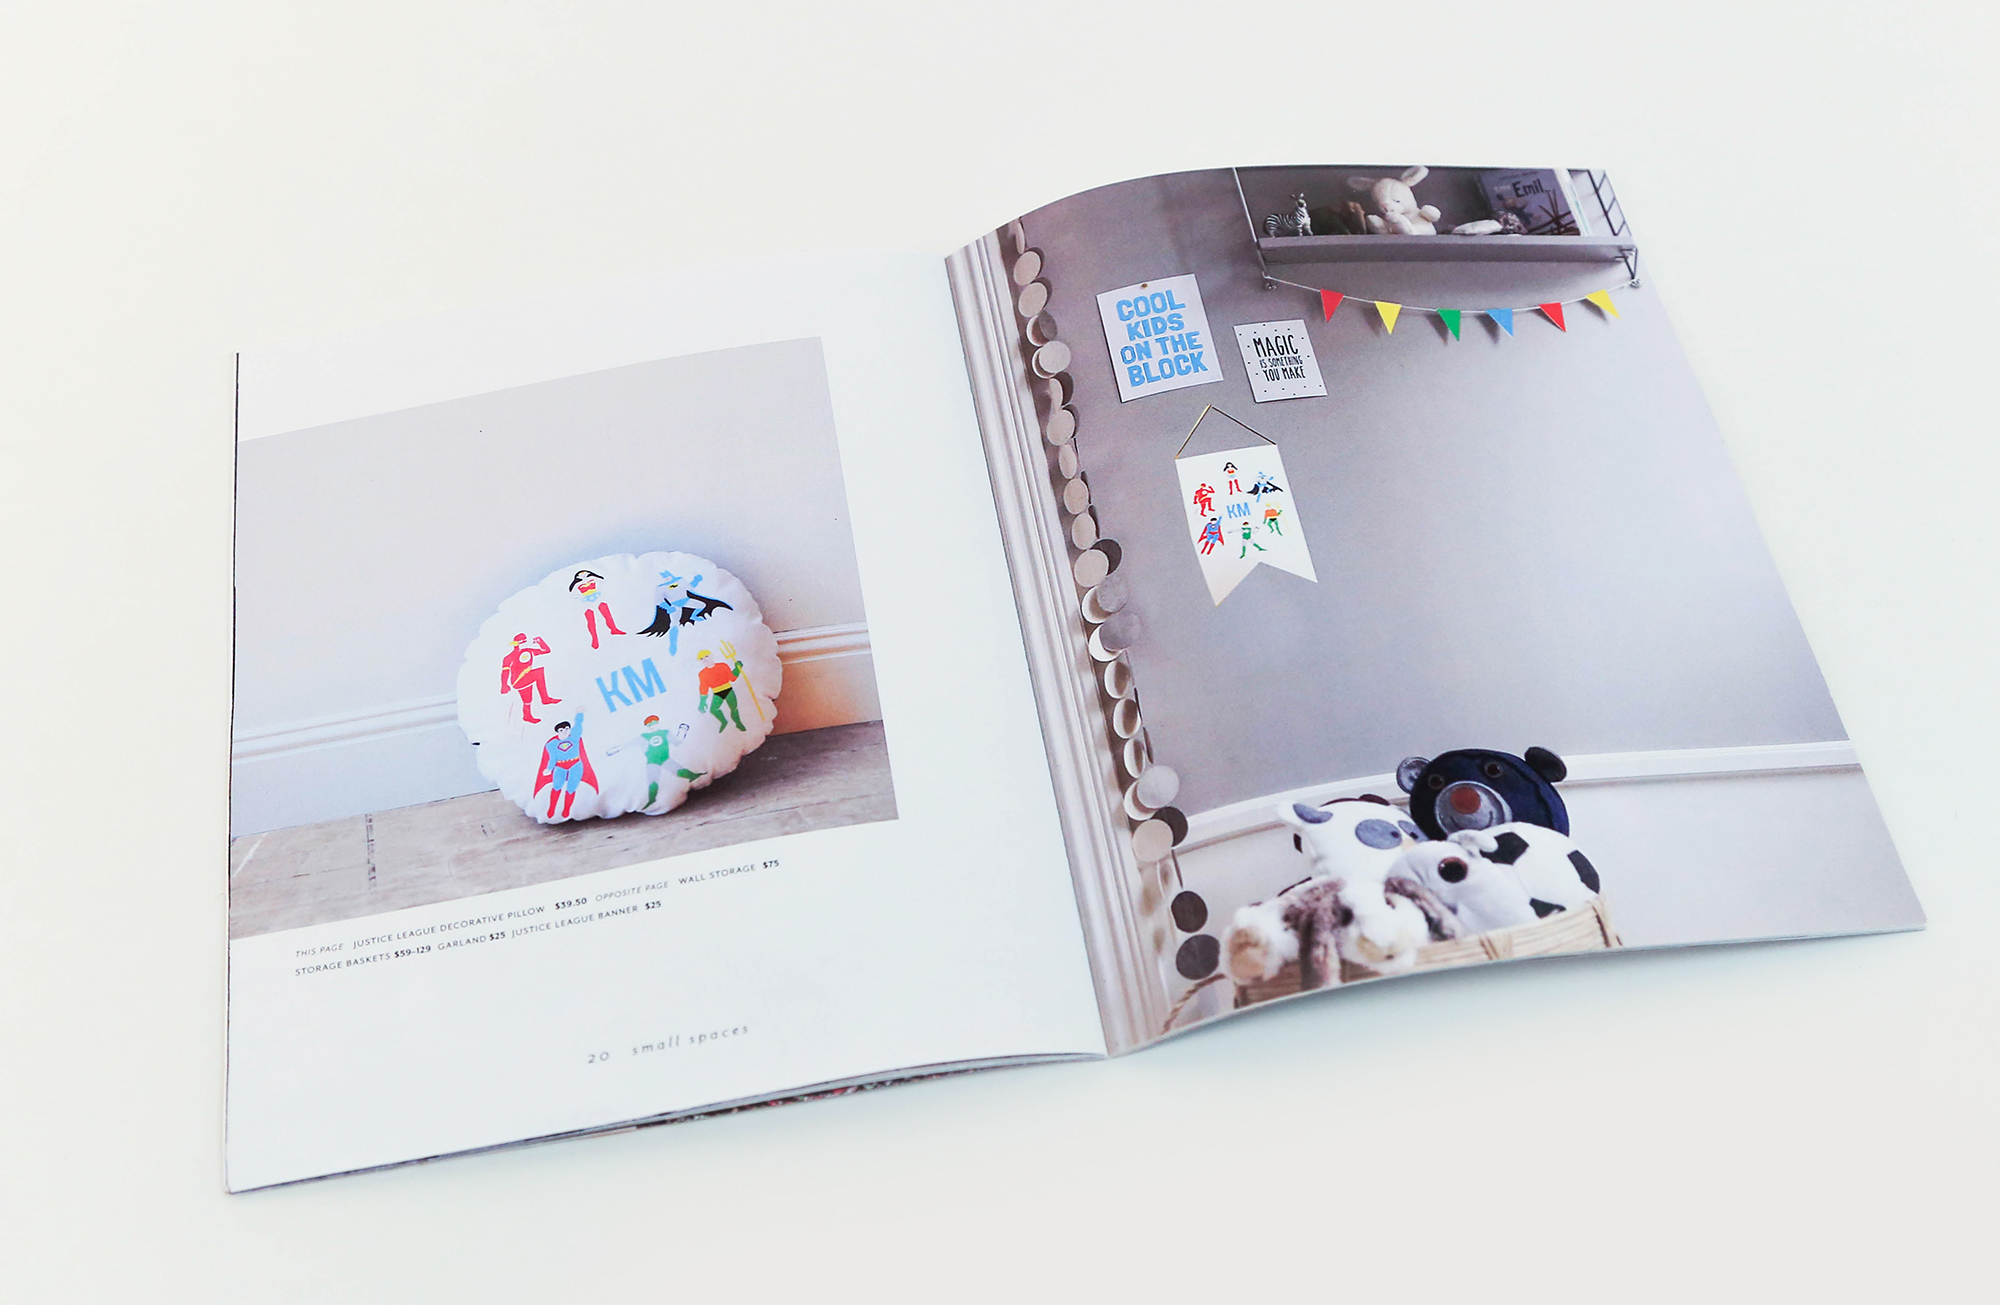 KM
THIS PAGE JUSTICE LEAGUE DECORATIVE PILLOW $39.50 OPPOSITE PAGE WALL STORAGE $75
STORAGE BASKETS $59–129 GARLAND $25 JUSTICE LEAGUE BANNER $25
20 small spaces
Emil
COOL
KIDS
ON THE
BLOCK
MAGIC
IS SOMETHING
YOU MAKE
KM